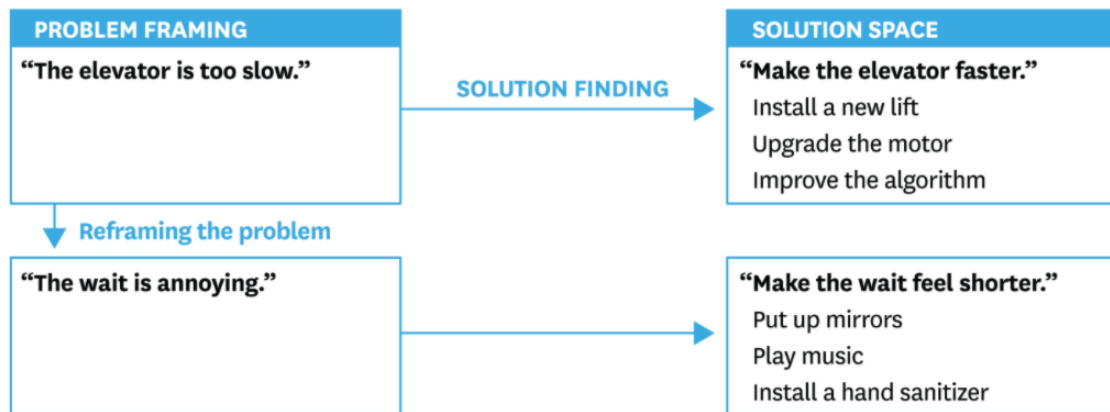 PROBLEM FRAMING
“The elevator is too slow.”
SOLUTION FINDING
SOLUTION SPACE
“Make the elevator faster.”
Install a new lift
Upgrade the motor
Improve the algorithm
Reframing the problem
“The wait is annoying.”
“Make the wait feel shorter.”
Put up mirrors
Play music
Install a hand sanitizer